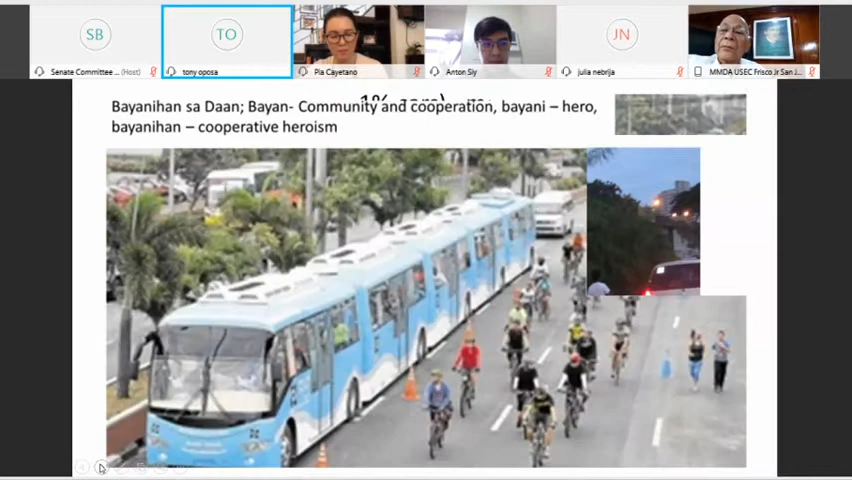 SB
TO
JN
Senate Committee ... (Host)
tony oposa
Pia Cayetano
Anton Siy
julia nebrija
MMDA USEC Frisco Jr San J...
Bayanihan sa Daan; Bayan- Community and cooperation, bayani – hero,
bayanihan – cooperative heroism